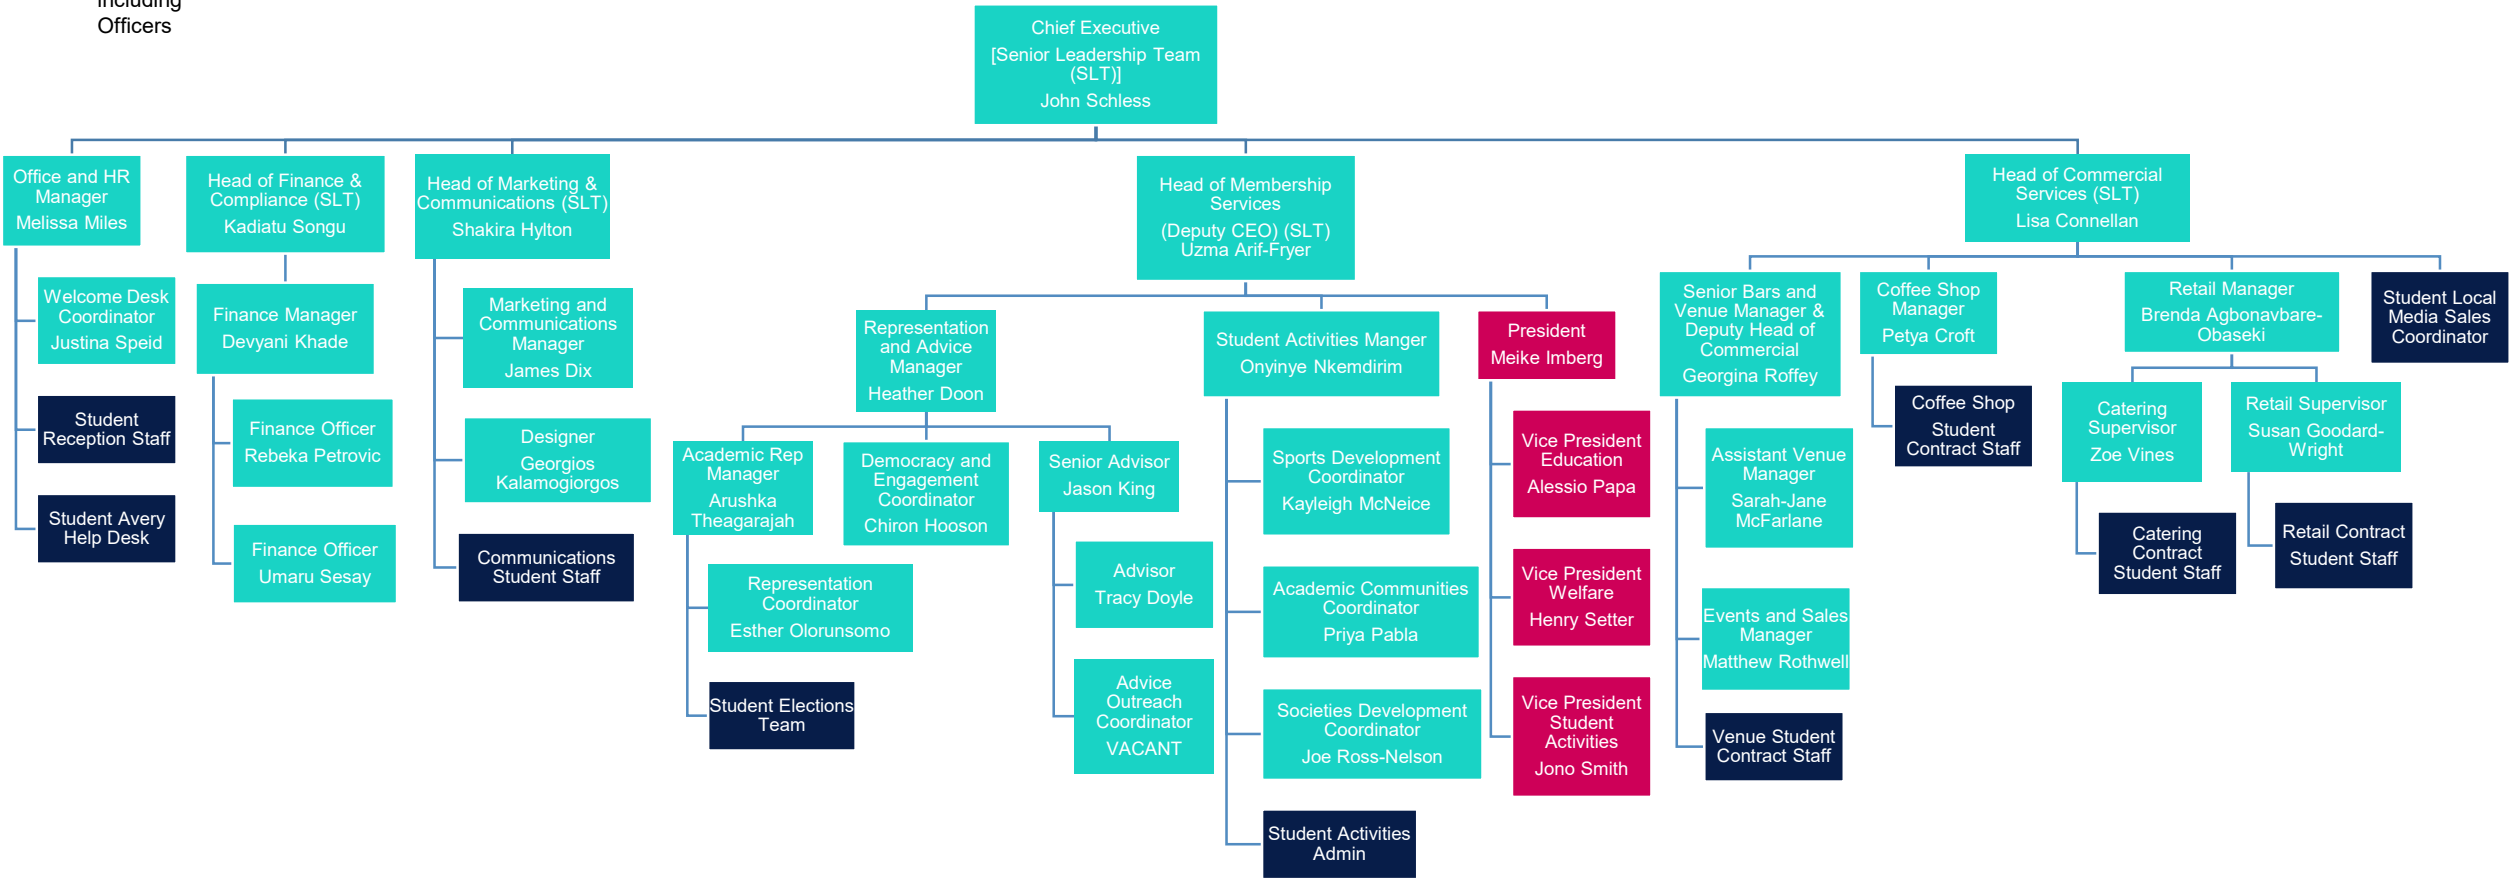 including
Officers
Chief Executive
[Senior Leadership Team
(SLT)]
John Schless
Office and HR
Manager
Melissa Miles
Welcome Desk
Coordinator
Justina Speid
Student
Reception Staff
Student Avery
Help Desk
Head of Finance &
Compliance (SLT)
Kadiatu Songu
Finance Manager
Devyani Khade
Finance Officer
Rebeka Petrovic
Finance Officer
Umaru Sesay
Head of Marketing &
Communications (SLT)
Shakira Hylton
Marketing and
Communications
Manager
James Dix
Designer
Georgios
Kalamogiorgos
Communications
Student Staff
Head of Membership
Services
(Deputy CEO) (SLT)
Uzma Arif-Fryer
Representation
and Advice
Manager
Heather Doon
Academic Rep
Manager
Arushka
Theagarajah
Representation
Coordinator
Esther Olorunsomo
Student Elections
Team
Democracy and
Engagement
Coordinator
Chiron Hooson
Senior Advisor
Jason King
Advisor
Tracy Doyle
Advice
Outreach
Coordinator
VACANT
Student Activities Manger
Onyinye Nkemdirim
Sports Development
Coordinator
Kayleigh McNeice
Academic Communities
Coordinator
Priya Pabla
Societies Development
Coordinator
Joe Ross-Nelson
Student Activities
Admin
President
Meike Imberg
Vice President
Education
Alessio Papa
Vice President
Welfare
Henry Setter
Vice President
Student
Activities
Jono Smith
Head of Commercial
Services (SLT)
Lisa Connellan
Senior Bars and
Venue Manager &
Deputy Head of
Commercial
Georgina Roffey
Assistant Venue
Manager
Sarah-Jane
McFarlane
Events and Sales
Manager
Matthew Rothwell
Venue Student
Contract Staff
Coffee Shop
Manager
Petya Croft
Coffee Shop
Student
Contract Staff
Retail Manager
Brenda Agbonavbare-
Obaseki
Catering
Supervisor
Zoe Vines
Catering
Contract
Student Staff
Retail Supervisor
Susan Goodard-
Wright
Retail Contract
Student Staff
Student Local
Media Sales
Coordinator